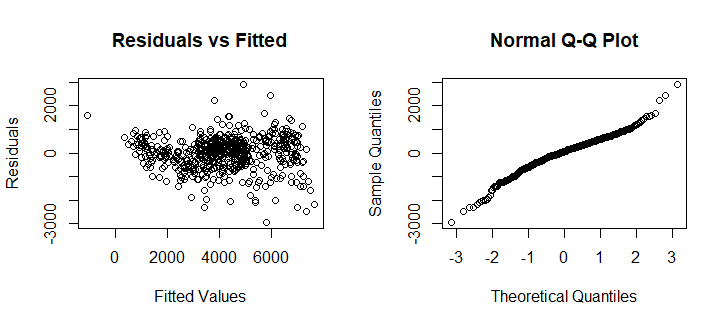 Residuals vs Fitted
Residuals
2000
0
-3000
0 2000 4000 6000
Fitted Values
Normal Q-Q Plot
Sample Quantiles
2000
0
-3000
-3 -2 -1 0 1 2 3
Theoretical Quantiles